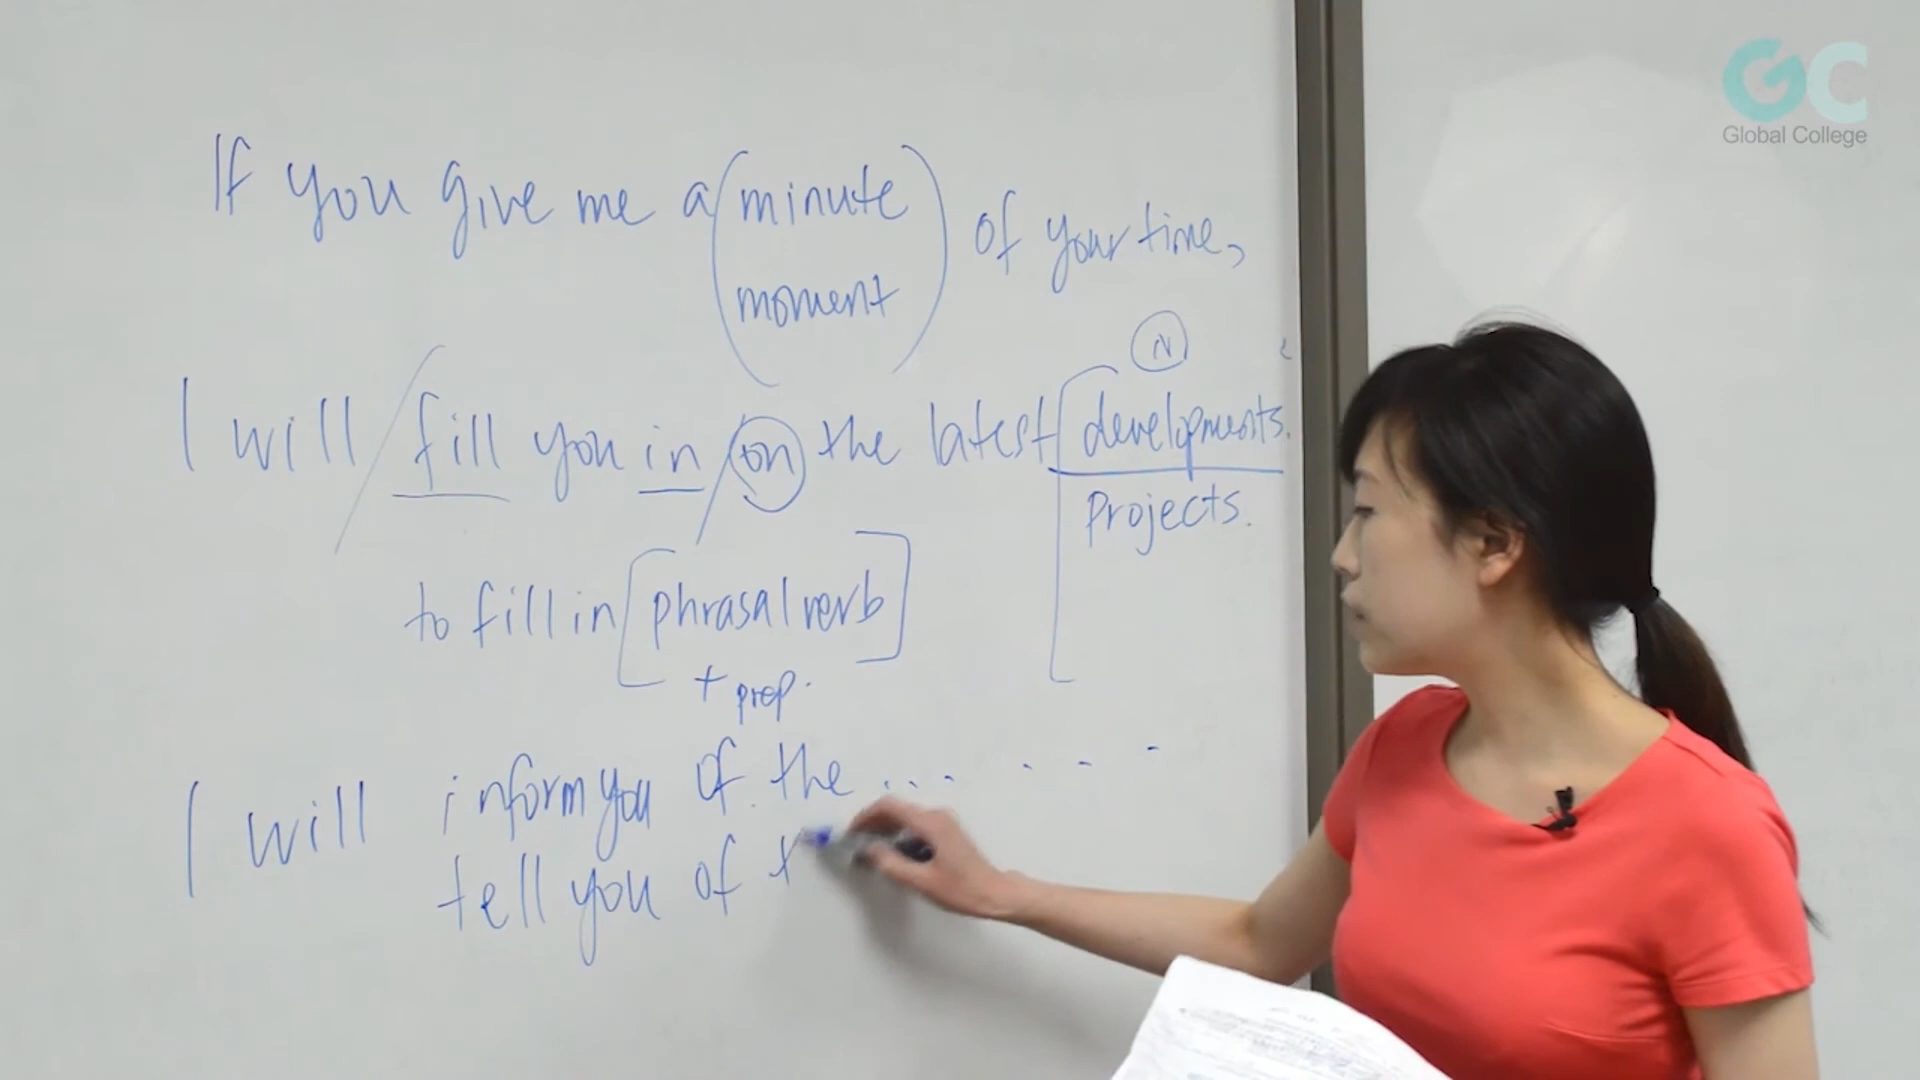 GC
Global College
If you give me a (minute of your time,
moment)
N
I will / fill you in / on the latest [developments.
Projects.
to fill in [phrasal verb]
+ prep.
I will inform you of the ... . . -
tell you of t